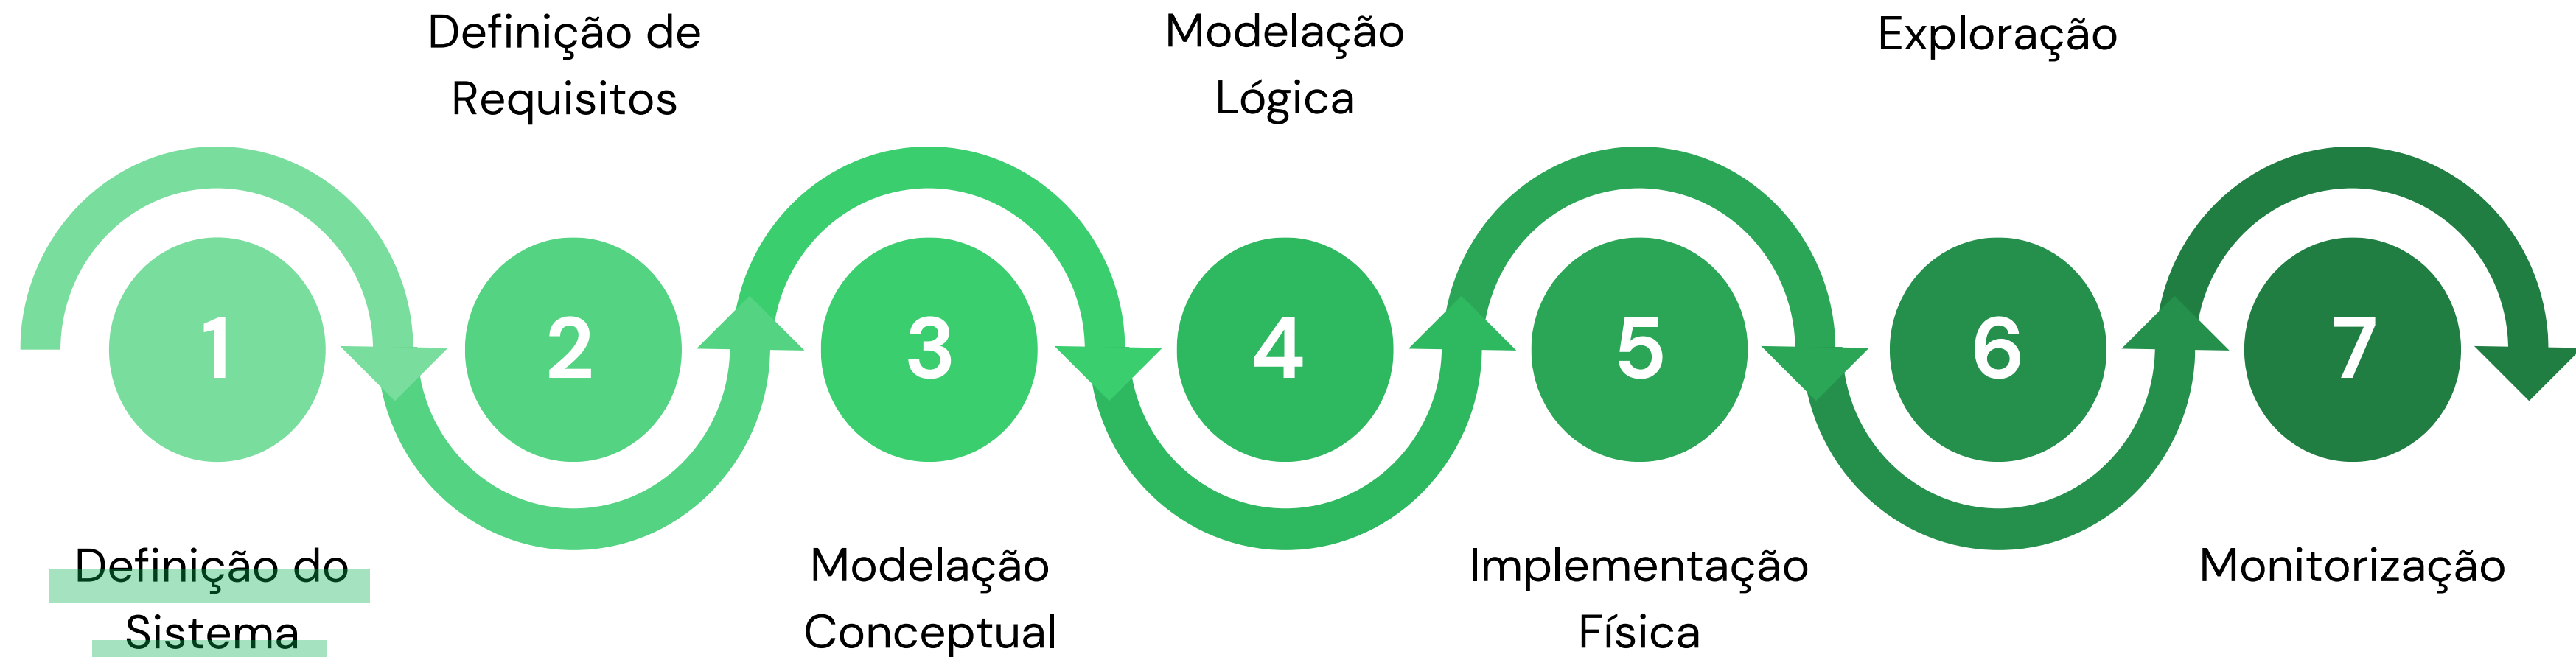 Definição de
Requisitos
Modelação
Lógica
Exploração
1
2
3
4
5
6
7
Definição do
Sistema
Modelação
Conceptual
Implementação
Física
Monitorização